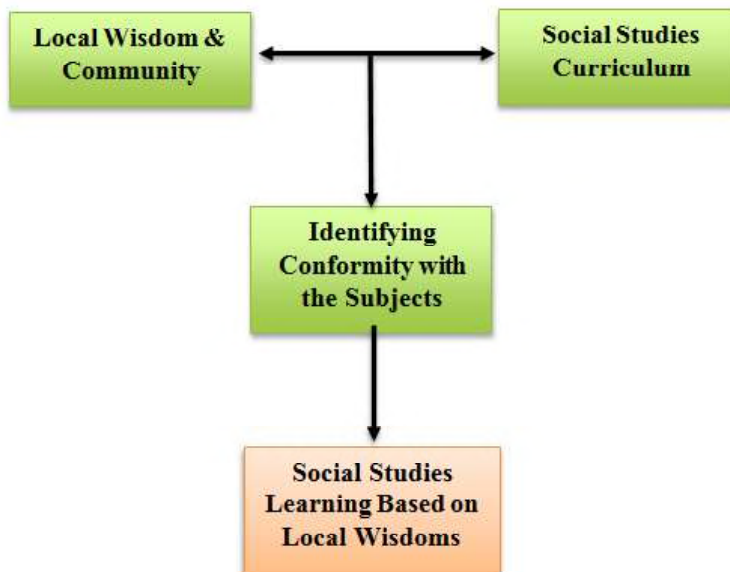 Local Wisdom &
Community
Social Studies
Curriculum
Identifying
Conformity with
the Subjects
Social Studies
Learning Based on
Local Wisdoms